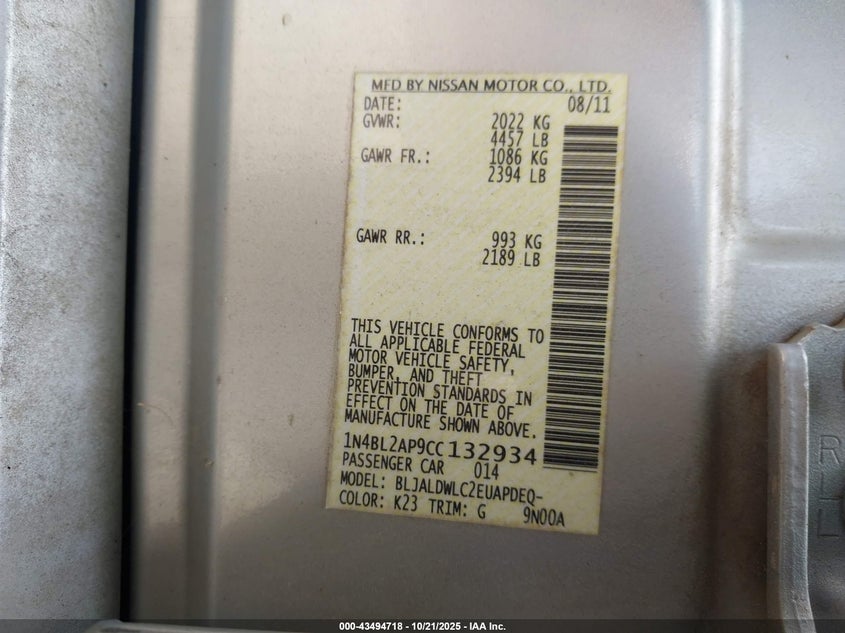 MFD BY NISSAN MOTOR CO., LTD.
DATE: 08/11
GVWR: 2022 KG
4457 LB
GAWR FR.: 1086 KG
2394 LB
GAWR RR.: 993 KG
2189 LB
THIS VEHICLE CONFORMS TO
ALL APPLICABLE FEDERAL
MOTOR VEHICLE SAFETY,
BUMPER, AND THEFT
PREVENTION STANDARDS IN
EFFECT ON THE DATE OF
MANUFACTURE SHOWN ABOVE.
1N4BL2AP9CC132934
PASSENGER CAR 014
MODEL: BLJALDWLC2EUAPDEQ-
COLOR: K23 TRIM: G 9N00A
R
L
L
000-43494718 - 10/21/2025 - IAA Inc.